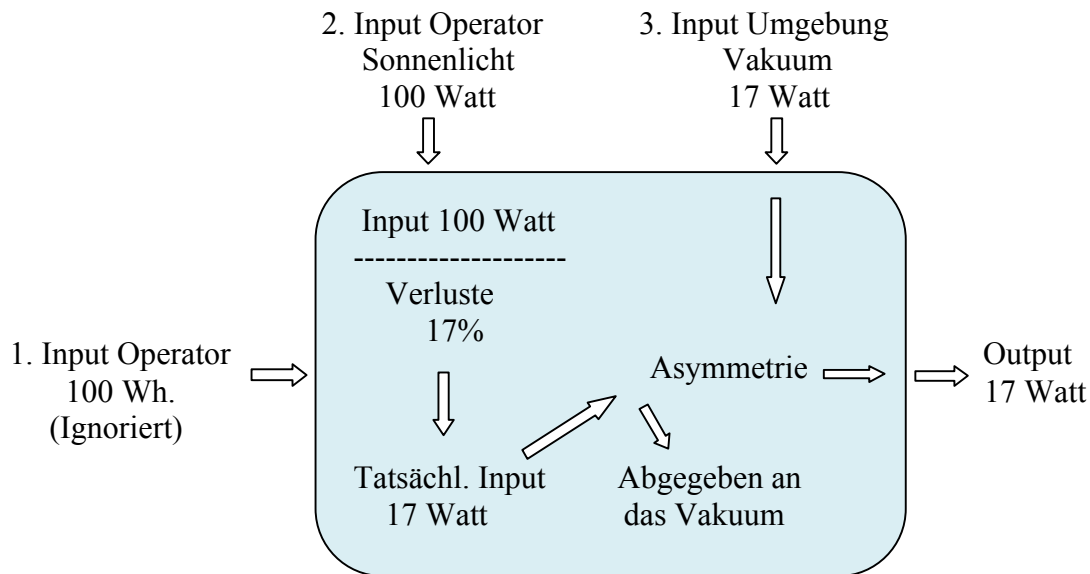 2. Input Operator
Sonnenlicht
100 Watt
3. Input Umgebung
Vakuum
17 Watt
Input 100 Watt
--------------------
Verluste
17%
1. Input Operator
100 Wh.
(Ignoriert)
Asymmetrie
Output
17 Watt
Tatsächl. Input
17 Watt
Abgegeben an
das Vakuum